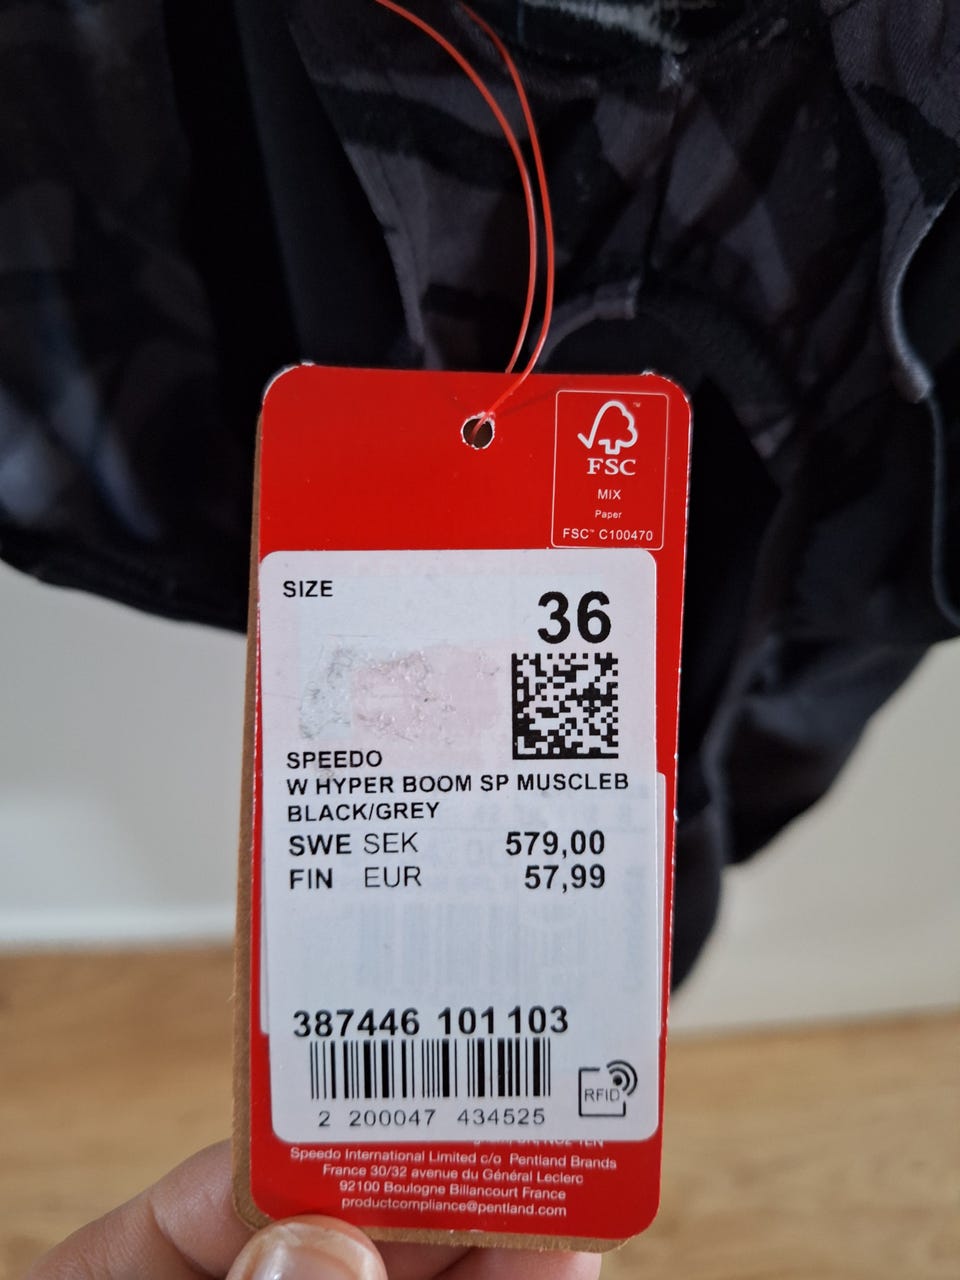 FSC
MIX
Paper
FSC™ C100470
SIZE
36
SPEEDO
W HYPER BOOM SP MUSCLEB
BLACK/GREY
SWE SEK 579,00
FIN EUR 57,99
387446 101103
2 200047 434525
RFID
Speedo International Limited c/o Pentland Brands
France 30/32 avenue du Général Leclerc
92100 Boulogne Billancourt France
productcompliance@pentland.com